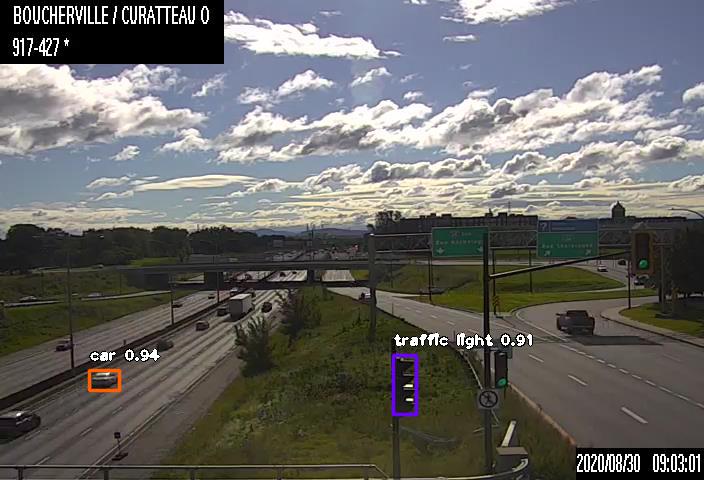 BOUCHERVILLE / CURATTEAU O
917-427 *
car 0.94
traffic light 0.91
2020/08/30 09:03:01